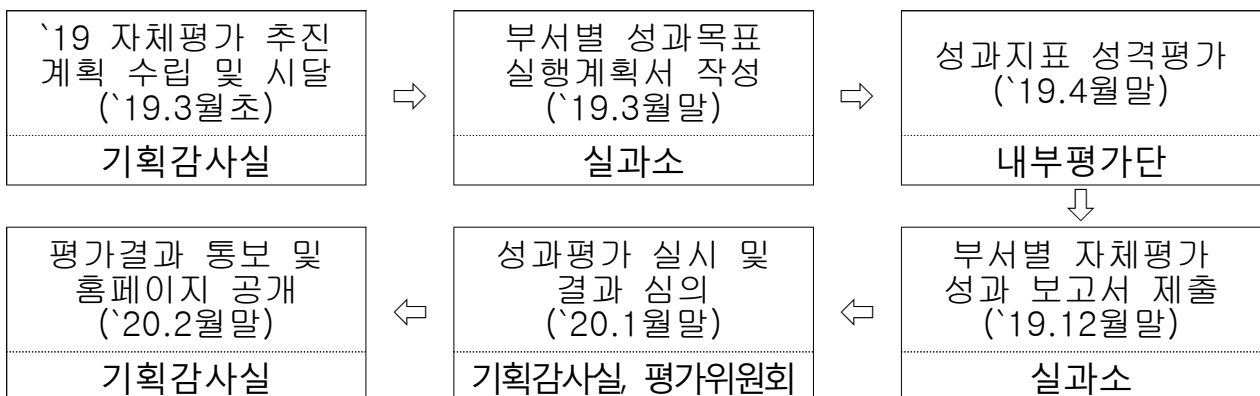 `19 자체평가 추진
계획 수립 및 시달
(`19.3월초)
기획감사실
부서별 성과목표
실행계획서 작성
(`19.3월말)
실과소
성과지표 성격평가
(`19.4월말)
내부평가단
부서별 자체평가
성과 보고서 제출
(`19.12월말)
실과소
성과평가 실시 및
결과 심의
(`20.1월말)
기획감사실, 평가위원회
평가결과 통보 및
홈페이지 공개
(`20.2월말)
기획감사실